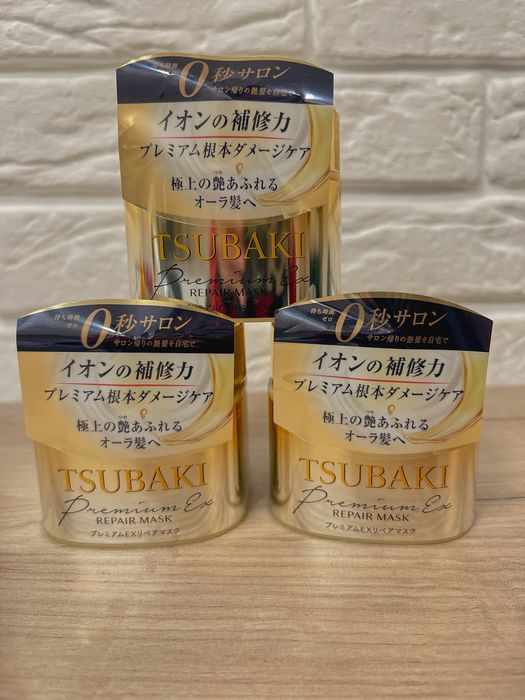 待ち時間
ゼロ
0秒サロン
サロン帰りの艶髪を自宅で
イオンの補修力
プレミアム根本ダメージケア
つや
極上の艶あふれる
オーラ髪へ
TSUBAKI
Premium Ex
REPAIR MASK
待ち時間
ゼロ
0秒サロン
サロン帰りの艶髪を自宅で
イオンの補修力
プレミアム根本ダメージケア
つや
極上の艶あふれる
オーラ髪へ
TSUBAKI
Premium Ex
REPAIR MASK
プレミアムEXリペアマスク
待ち時間
ゼロ
0秒サロン
サロン帰りの艶髪を自宅で
イオンの補修力
プレミアム根本ダメージケア
つや
極上の艶あふれる
オーラ髪へ
TSUBAKI
Premium Ex
REPAIR MASK
プレミアムEXリペアマスク